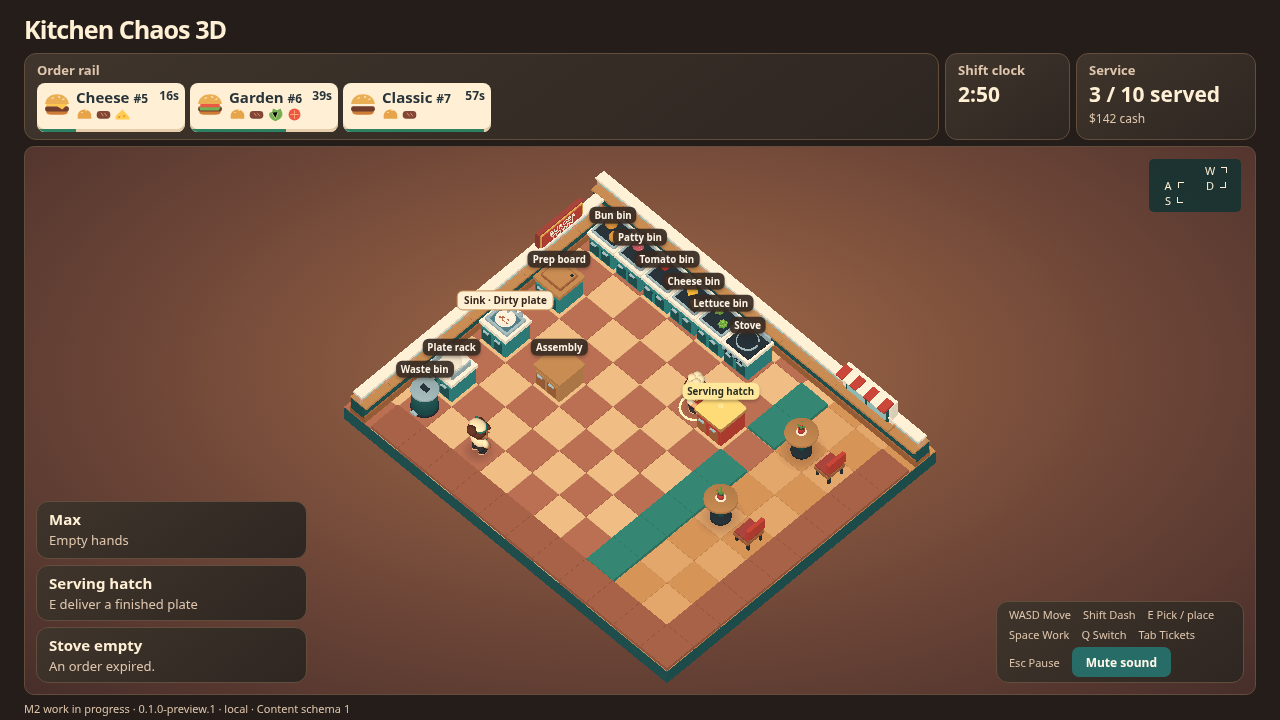 Kitchen Chaos 3D
Order rail
Cheese #5 16s
Garden #6 39s
Classic #7 57s
Shift clock
2:50
Service
3 / 10 served
$142 cash
W
A D
S
Bun bin
Patty bin
Prep board
Tomato bin
Cheese bin
Sink · Dirty plate
Lettuce bin
Stove
Plate rack
Assembly
Waste bin
Serving hatch
Max
Empty hands
Serving hatch
E deliver a finished plate
Stove empty
An order expired.
WASD Move Shift Dash E Pick / place
Space Work Q Switch Tab Tickets
Esc Pause Mute sound
M2 work in progress · 0.1.0-preview.1 · local · Content schema 1